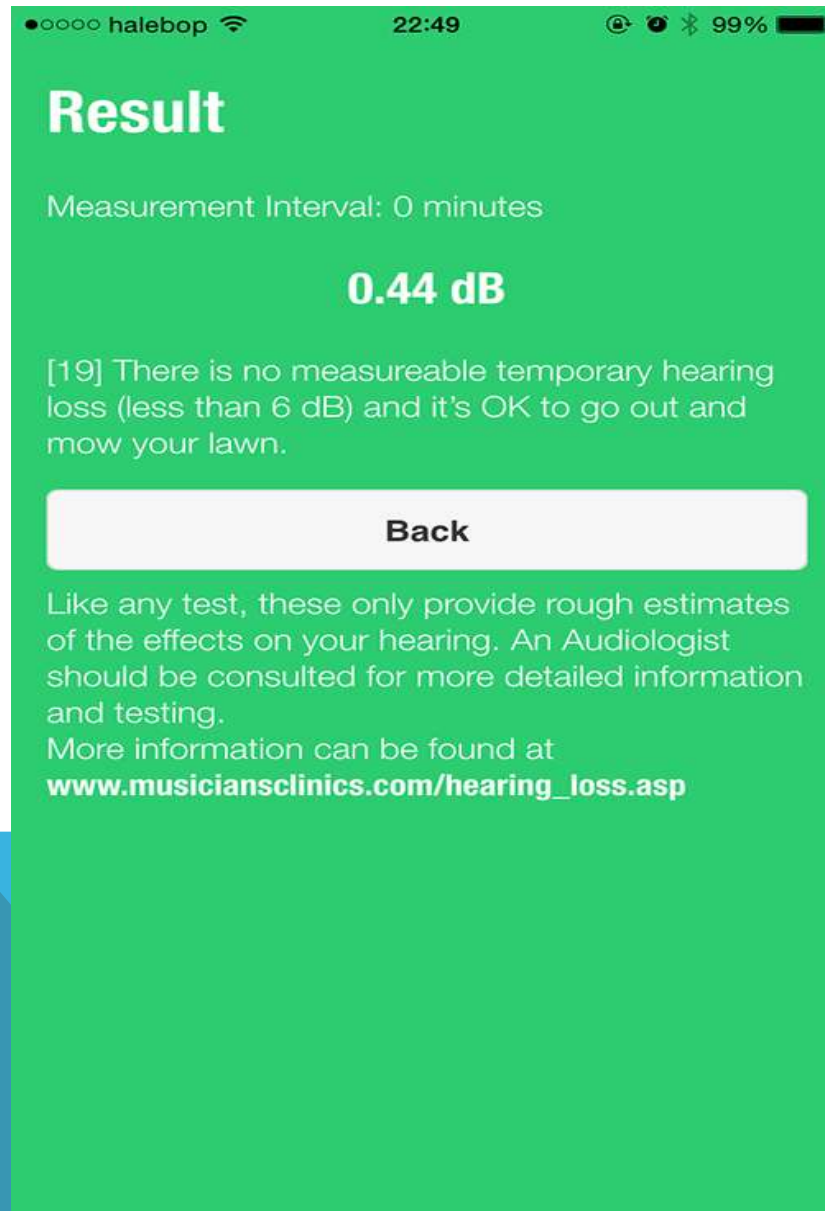 halebop 22:49 99%
Result
Measurement Interval: 0 minutes
0.44 dB
[19] There is no measureable temporary hearing
loss (less than 6 dB) and it's OK to go out and
mow your lawn.
Back
Like any test, these only provide rough estimates
of the effects on your hearing. An Audiologist
should be consulted for more detailed information
and testing.
More information can be found at
www.musiciansclinics.com/hearing_loss.asp